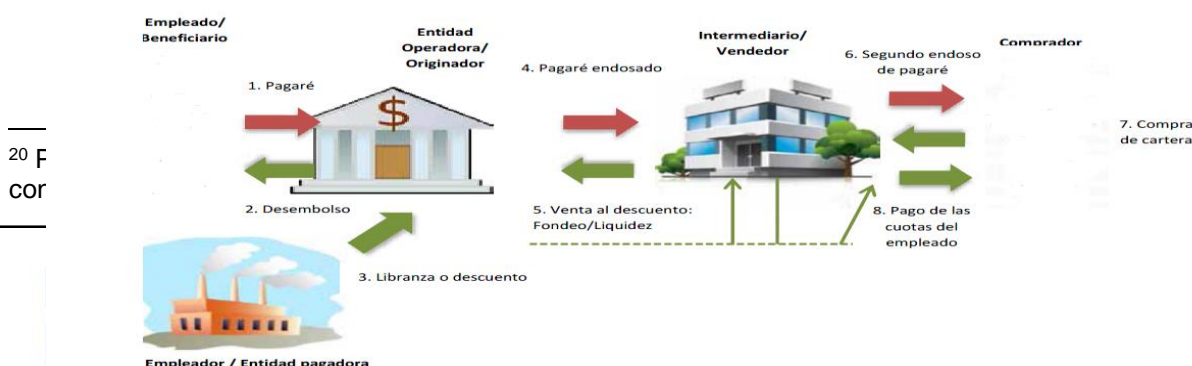 Empleado/
Beneficiario
Entidad
Operadora/
Originador
Intermediario/
Vendedor
Comprador
1. Pagaré
4. Pagaré endosado
6. Segundo endoso
de pagaré
$
7. Compra
de cartera
20
2. Desembolso
5. Venta al descuento:
Fondeo/Liquidez
8. Pago de las
cuotas del
empleado
3. Libranza o descuento
Empleador / Entidad pagadora